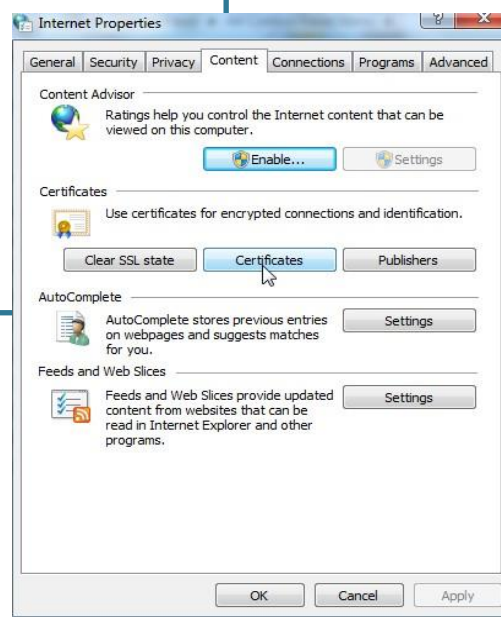 Internet Properties
General Security Privacy Content Connections Programs Advanced
Content Advisor
Ratings help you control the Internet content that can be
viewed on this computer.
Enable... Settings
Certificates
Use certificates for encrypted connections and identification.
Clear SSL state Certificates Publishers
AutoComplete
AutoComplete stores previous entries Settings
on webpages and suggests matches
for you.
Feeds and Web Slices
Feeds and Web Slices provide updated Settings
content from websites that can be
read in Internet Explorer and other
programs.
OK Cancel Apply